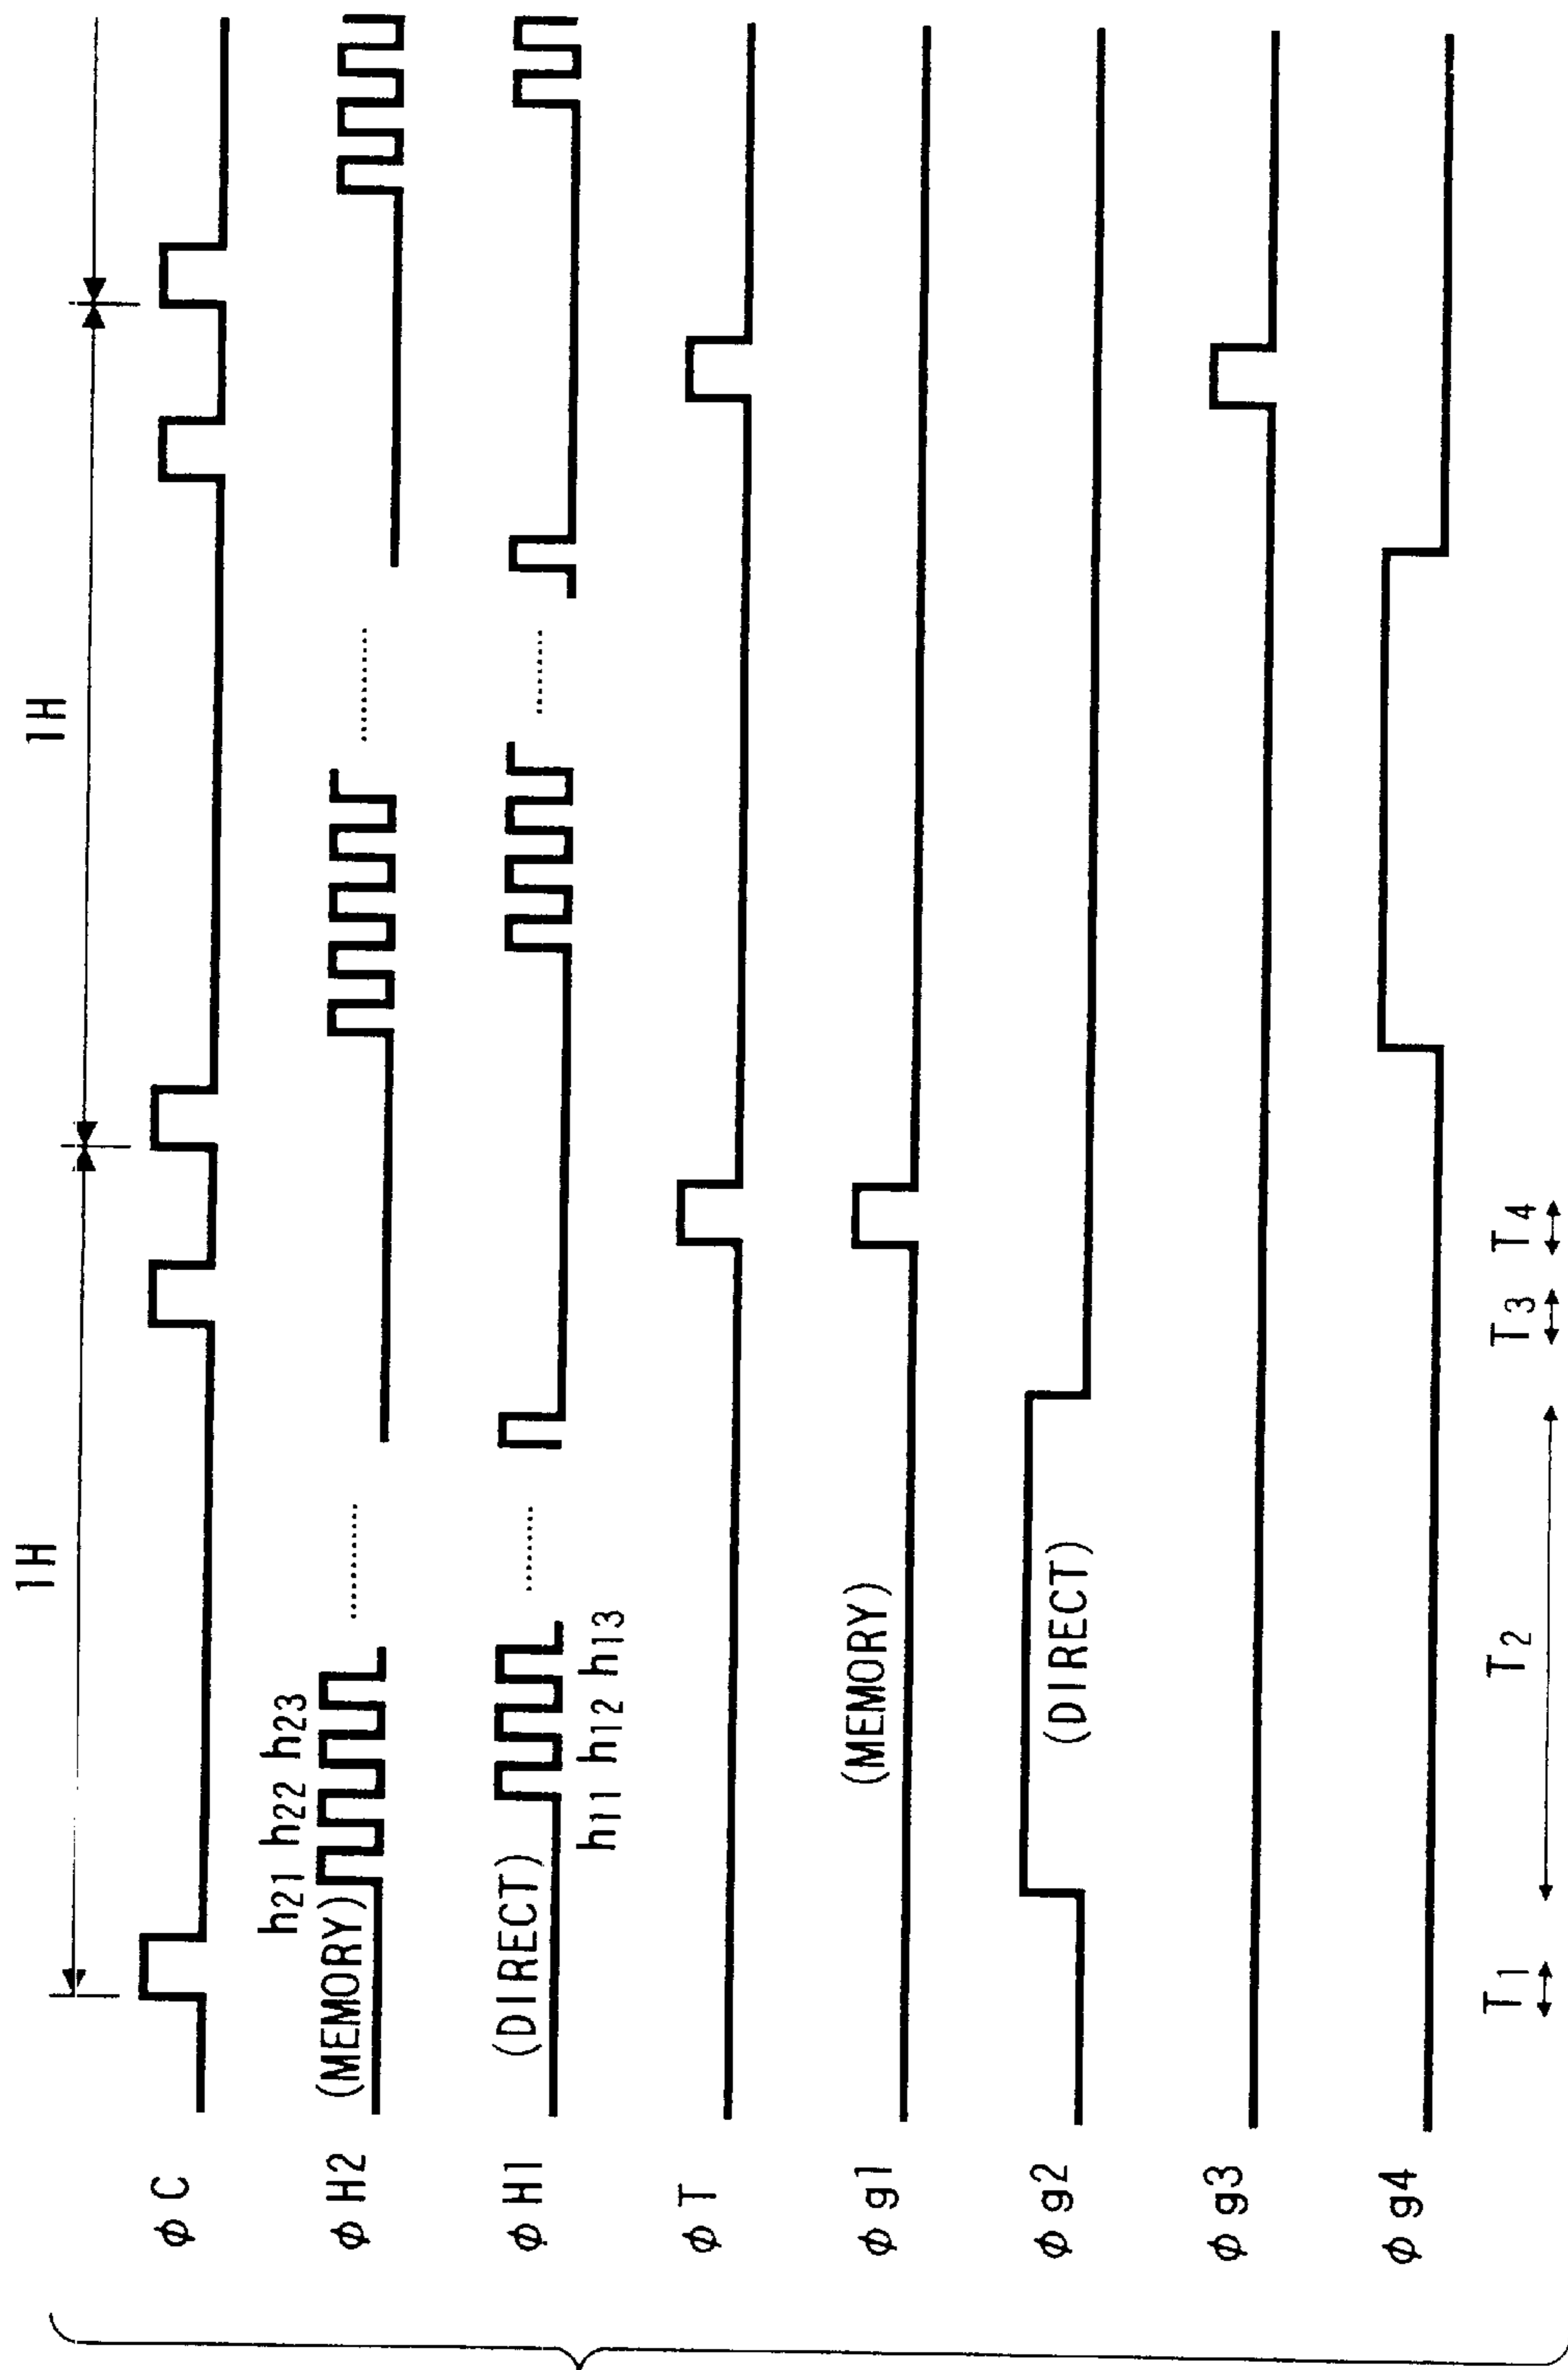 1H 1H
φC
φH2 (MEMORY) h21 h22 h23
φH1 (DIRECT) h11 h12 h13
φT
φg1 (MEMORY)
φg2 (DIRECT)
φg3
φg4
T1 T2 T3 T4